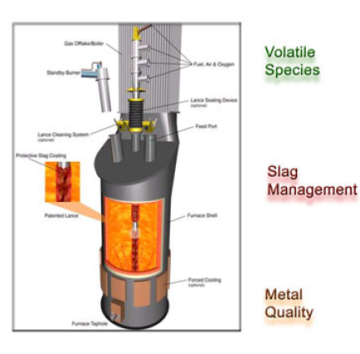 Gas Offtake/Boiler
Fuel, Air & Oxygen
Standby Burner
Lance Sealing Device
(optional)
Lance Cleaning System
(optional)
Feed Port
Protective Slag Coating
Patented Lance
Furnace Shell
Forced Cooling
(optional)
Furnace Taphole
Volatile
Species
Slag
Management
Metal
Quality